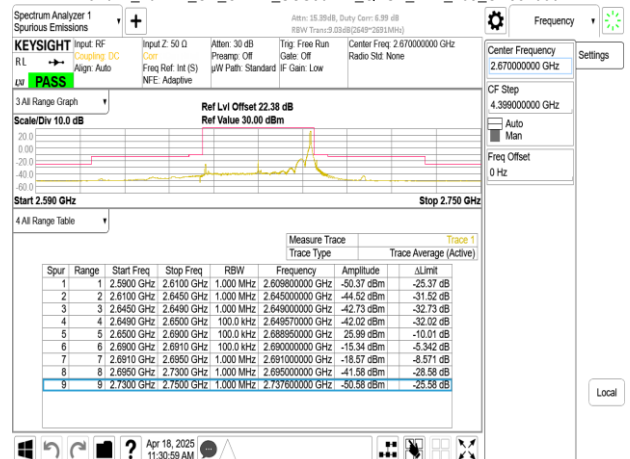 Spectrum Analyzer 1
Spurious Emissions
Attn: 15.39dB, Duty Corr: 6.99 dB
RBW Trans:9.03dB(2649~2691MHz)
Frequency
KEYSIGHT
Input: RF
Input Z: 50 Ω
Atten: 30 dB
Trig: Free Run
Center Freq: 2.670000000 GHz
RL
Coupling: DC
Corr
Preamp: Off
Gate: Off
Radio Std: None
Align: Auto
Freq Ref: Int (S)
µW Path: Standard
IF Gain: Low
NFE: Adaptive
LXI
PASS
Center Frequency
2.670000000 GHz
Settings
CF Step
4.399000000 GHz
Auto
Man
Freq Offset
0 Hz
3 All Range Graph
Ref Lvl Offset 22.38 dB
Scale/Div 10.0 dB
Ref Value 30.00 dBm
20.0
0.00
-20.0
-40.0
-60.0
Start 2.590 GHz
Stop 2.750 GHz
4 All Range Table
Measure Trace Trace 1
Trace Type Trace Average (Active)
Spur Range Start Freq Stop Freq RBW Frequency Amplitude ΔLimit
1 1 2.5900 GHz 2.6100 GHz 1.000 MHz 2.609800000 GHz -50.37 dBm -25.37 dB
2 2 2.6100 GHz 2.6450 GHz 1.000 MHz 2.645000000 GHz -44.52 dBm -31.52 dB
3 3 2.6450 GHz 2.6490 GHz 1.000 MHz 2.649000000 GHz -42.73 dBm -32.73 dB
4 4 2.6490 GHz 2.6500 GHz 100.0 kHz 2.649570000 GHz -42.02 dBm -32.02 dB
5 5 2.6500 GHz 2.6900 GHz 100.0 kHz 2.688950000 GHz 25.99 dBm -10.01 dB
6 6 2.6900 GHz 2.6910 GHz 100.0 kHz 2.690000000 GHz -15.34 dBm -5.342 dB
7 7 2.6910 GHz 2.6950 GHz 1.000 MHz 2.691000000 GHz -18.57 dBm -8.571 dB
8 8 2.6950 GHz 2.7300 GHz 1.000 MHz 2.695000000 GHz -41.58 dBm -28.58 dB
9 9 2.7300 GHz 2.7500 GHz 1.000 MHz 2.737600000 GHz -50.58 dBm -25.58 dB
Local
Apr 18, 2025
11:30:59 AM